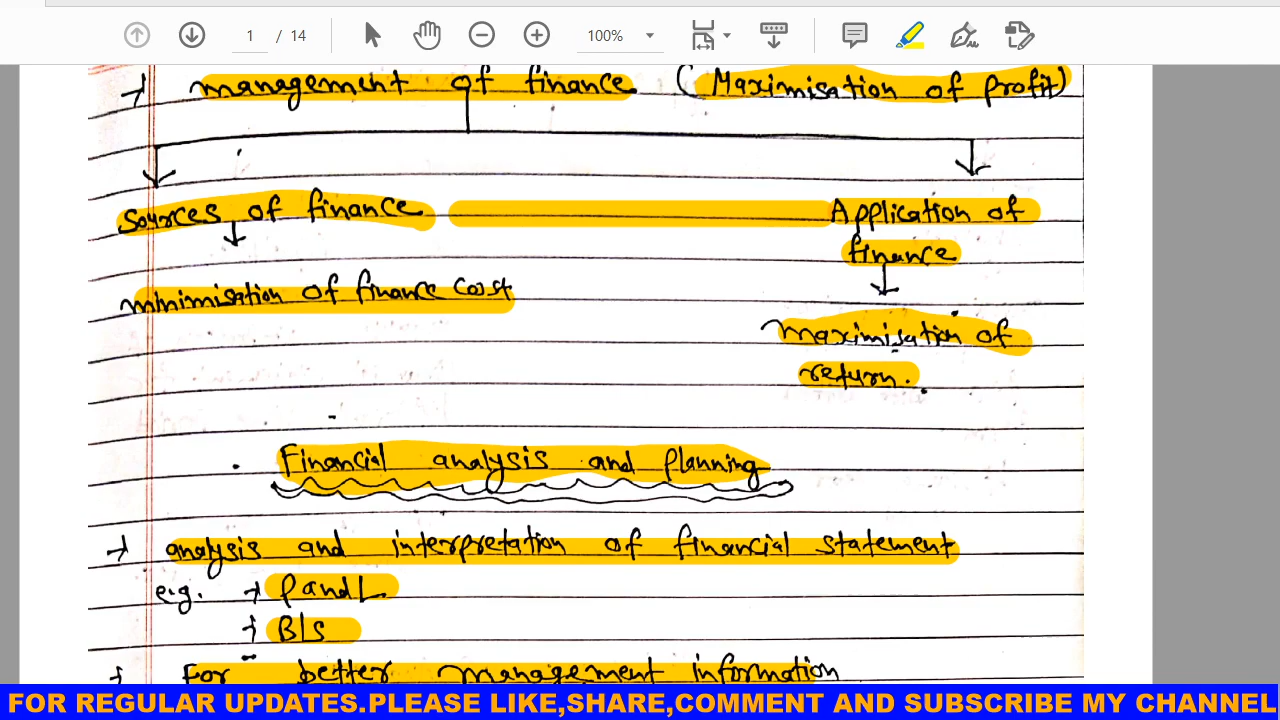 1 / 14
100%
→ management of finance (Maximisation of profit)
Sources of finance
Application of
finance
minimisation of finance cost
Maximisation of
return.
Financial analysis and planning
→ analysis and interpretation of financial statement
e.g. → P and L
→ B/S
→ For better management information
FOR REGULAR UPDATES.PLEASE LIKE,SHARE,COMMENT AND SUBSCRIBE MY CHANNEL